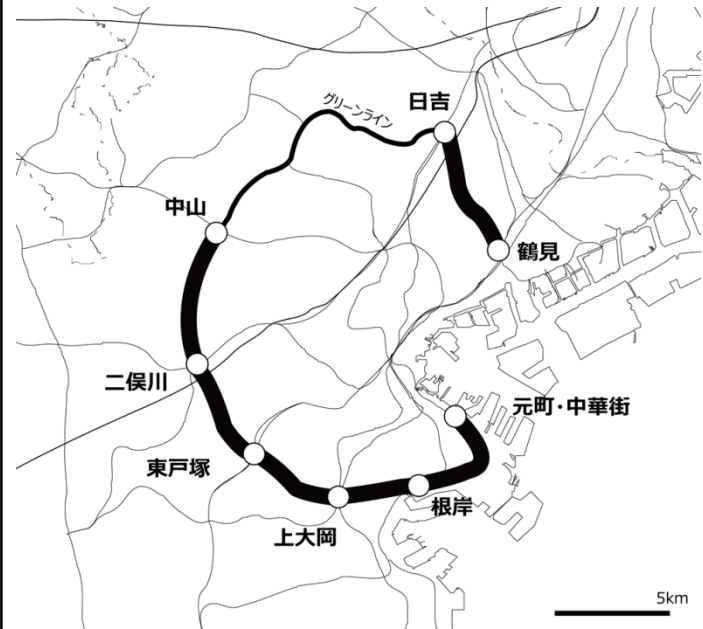 日吉
グリーンライン
中山
鶴見
二俣川
元町・中華街
東戸塚
根岸
上大岡
5km